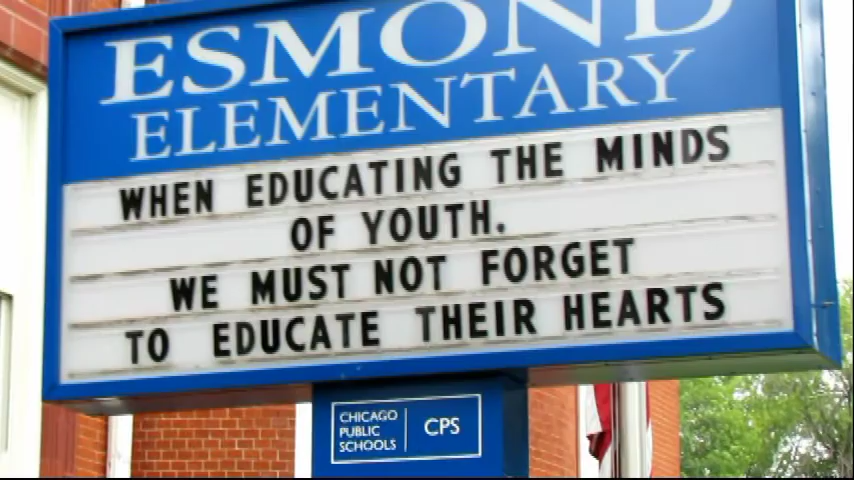 ESMOND
ELEMENTARY
WHEN EDUCATING THE MINDS
OF YOUTH.
WE MUST NOT FORGET
TO EDUCATE THEIR HEARTS
CHICAGO
PUBLIC
SCHOOLS
CPS